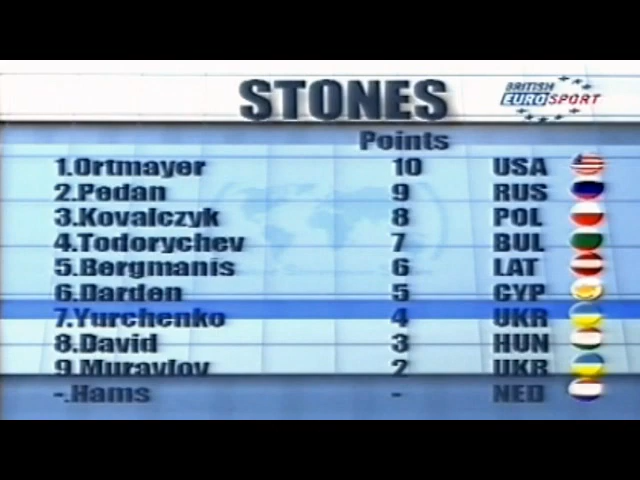 STONES
BRITISH
EUROSPORT
Points
1.Ortmayer 10 USA
2.Pedan 9 RUS
3.Kovalczyk 8 POL
4.Todorychev 7 BUL
5.Bergmanis 6 LAT
6.Darden 5 CYP
7.Yurchenko 4 UKR
8.David 3 HUN
9.Muravlov 2 UKR
-.Hams - NED